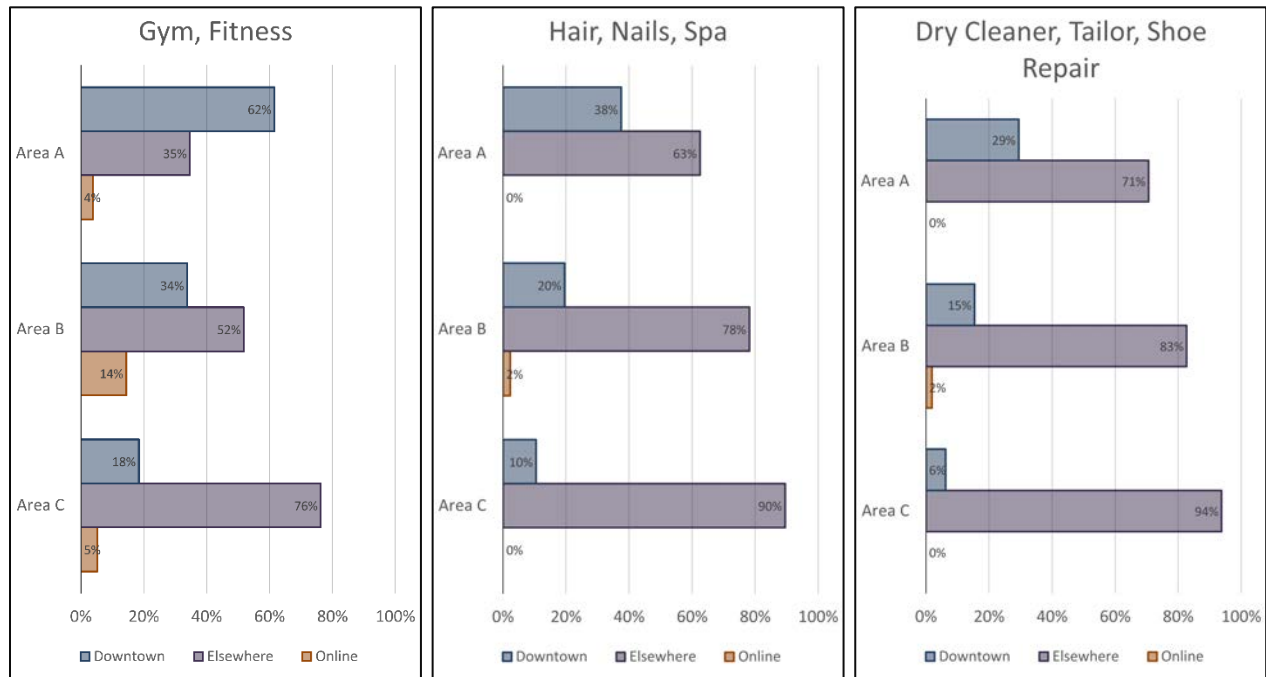 Gym, Fitness
62%
Area A
35%
4%
34%
Area B
52%
14%
18%
Area C
76%
5%
0% 20% 40% 60% 80% 100%
Downtown Elsewhere Online
Hair, Nails, Spa
38%
Area A
63%
0%
20%
Area B
78%
2%
10%
Area C
90%
0%
0% 20% 40% 60% 80% 100%
Downtown Elsewhere Online
Dry Cleaner, Tailor, Shoe
Repair
29%
Area A
71%
0%
15%
Area B
83%
2%
6%
Area C
94%
0%
0% 20% 40% 60% 80% 100%
Downtown Elsewhere Online